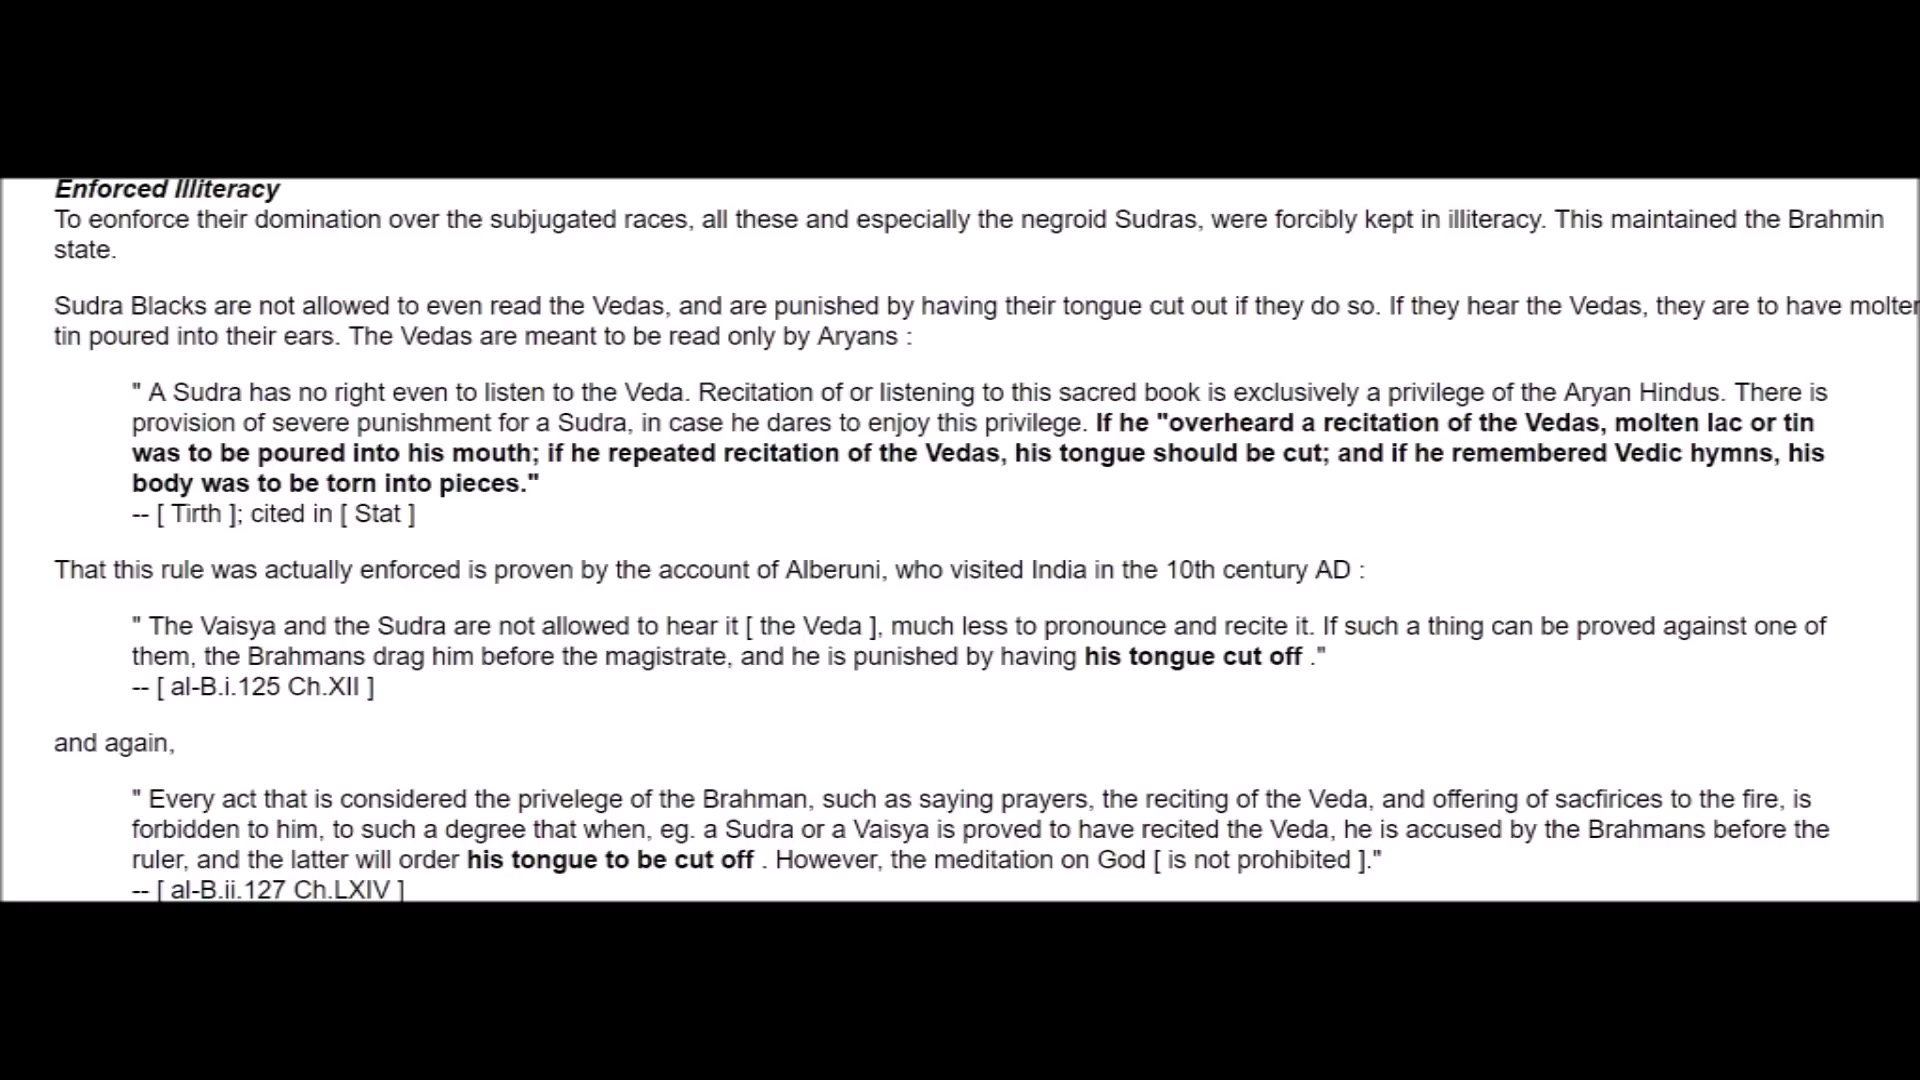 Enforced Illiteracy
To eonforce their domination over the subjugated races, all these and especially the negroid Sudras, were forcibly kept in illiteracy. This maintained the Brahmin
state.
Sudra Blacks are not allowed to even read the Vedas, and are punished by having their tongue cut out if they do so. If they hear the Vedas, they are to have molten
tin poured into their ears. The Vedas are meant to be read only by Aryans :
" A Sudra has no right even to listen to the Veda. Recitation of or listening to this sacred book is exclusively a privilege of the Aryan Hindus. There is
provision of severe punishment for a Sudra, in case he dares to enjoy this privilege. If he "overheard a recitation of the Vedas, molten lac or tin
was to be poured into his mouth; if he repeated recitation of the Vedas, his tongue should be cut; and if he remembered Vedic hymns, his
body was to be torn into pieces."
-- [ Tirth ]; cited in [ Stat ]
That this rule was actually enforced is proven by the account of Alberuni, who visited India in the 10th century AD :
" The Vaisya and the Sudra are not allowed to hear it [ the Veda ], much less to pronounce and recite it. If such a thing can be proved against one of
them, the Brahmans drag him before the magistrate, and he is punished by having his tongue cut off ."
-- [ al-B.i.125 Ch.XII ]
and again,
" Every act that is considered the privelege of the Brahman, such as saying prayers, the reciting of the Veda, and offering of sacfirices to the fire, is
forbidden to him, to such a degree that when, eg. a Sudra or a Vaisya is proved to have recited the Veda, he is accused by the Brahmans before the
ruler, and the latter will order his tongue to be cut off . However, the meditation on God [ is not prohibited ]."
-- [ al-B.ii.127 Ch.LXIV ]